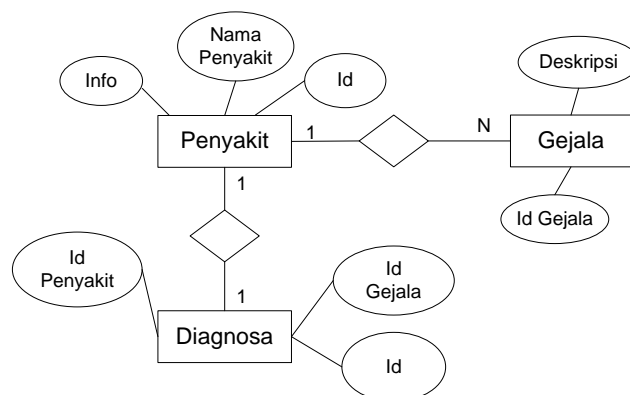 Nama
Penyakit
Info
Id
Deskripsi
Penyakit
1
N
Gejala
1
Id Gejala
Id
Penyakit
Id
Gejala
1
Diagnosa
Id